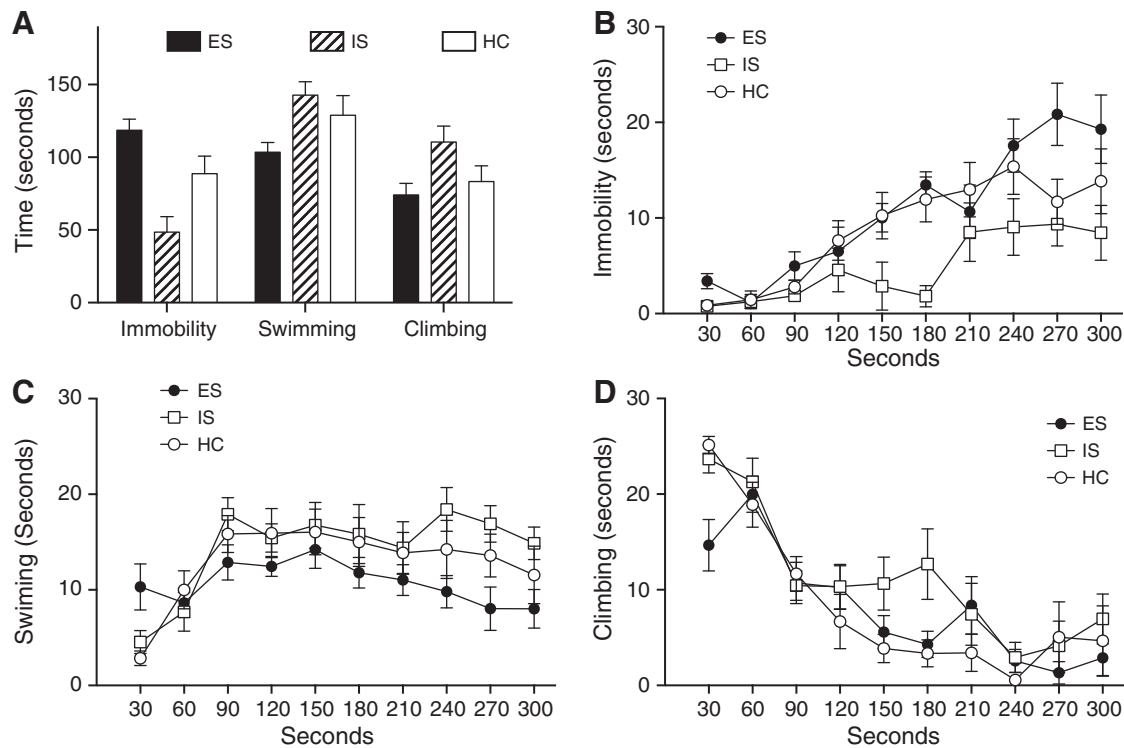 A
ES IS HC
Time (seconds)
150
100
50
0
Immobility Swimming Climbing
B
ES
IS
HC
Immobility (seconds)
30
20
10
0
30 60 90 120 150 180 210 240 270 300
Seconds
C
ES
IS
HC
Swiming (Seconds)
30
20
10
0
30 60 90 120 150 180 210 240 270 300
Seconds
D
ES
IS
HC
Climbing (seconds)
30
20
10
0
30 60 90 120 150 180 210 240 270 300
Seconds